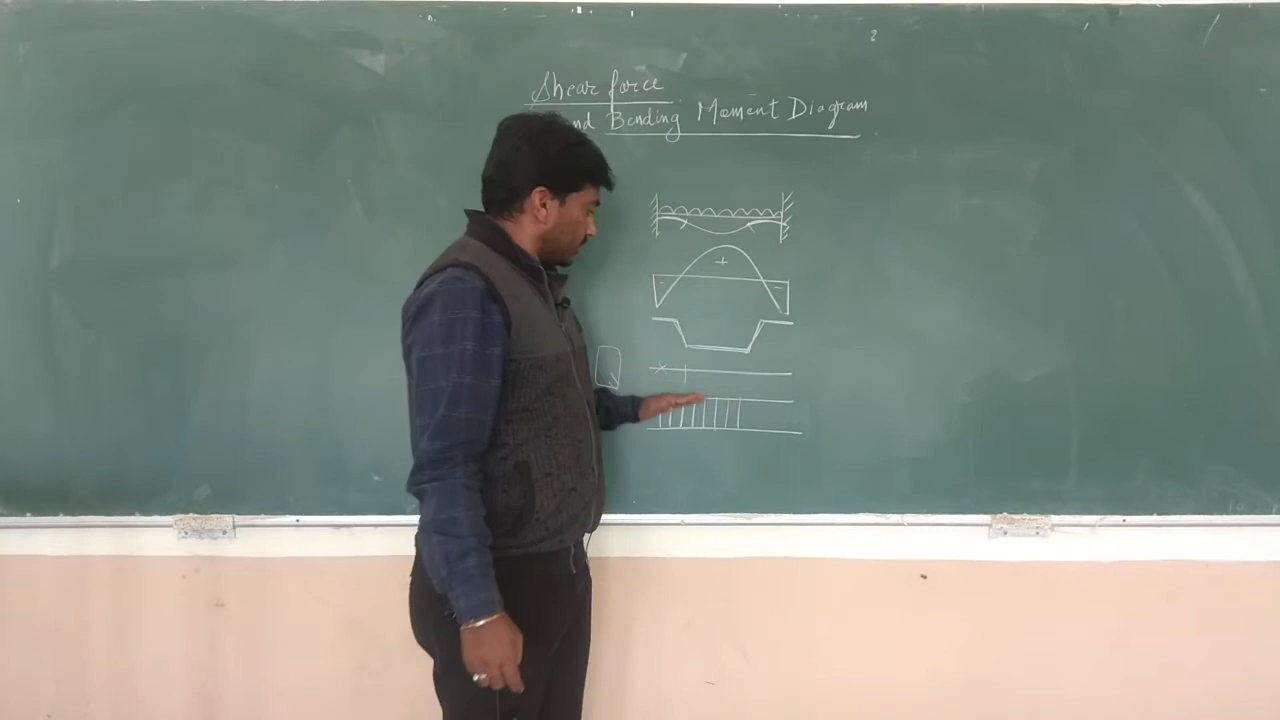 Shear force
and Bending Moment Diagram
+
- -